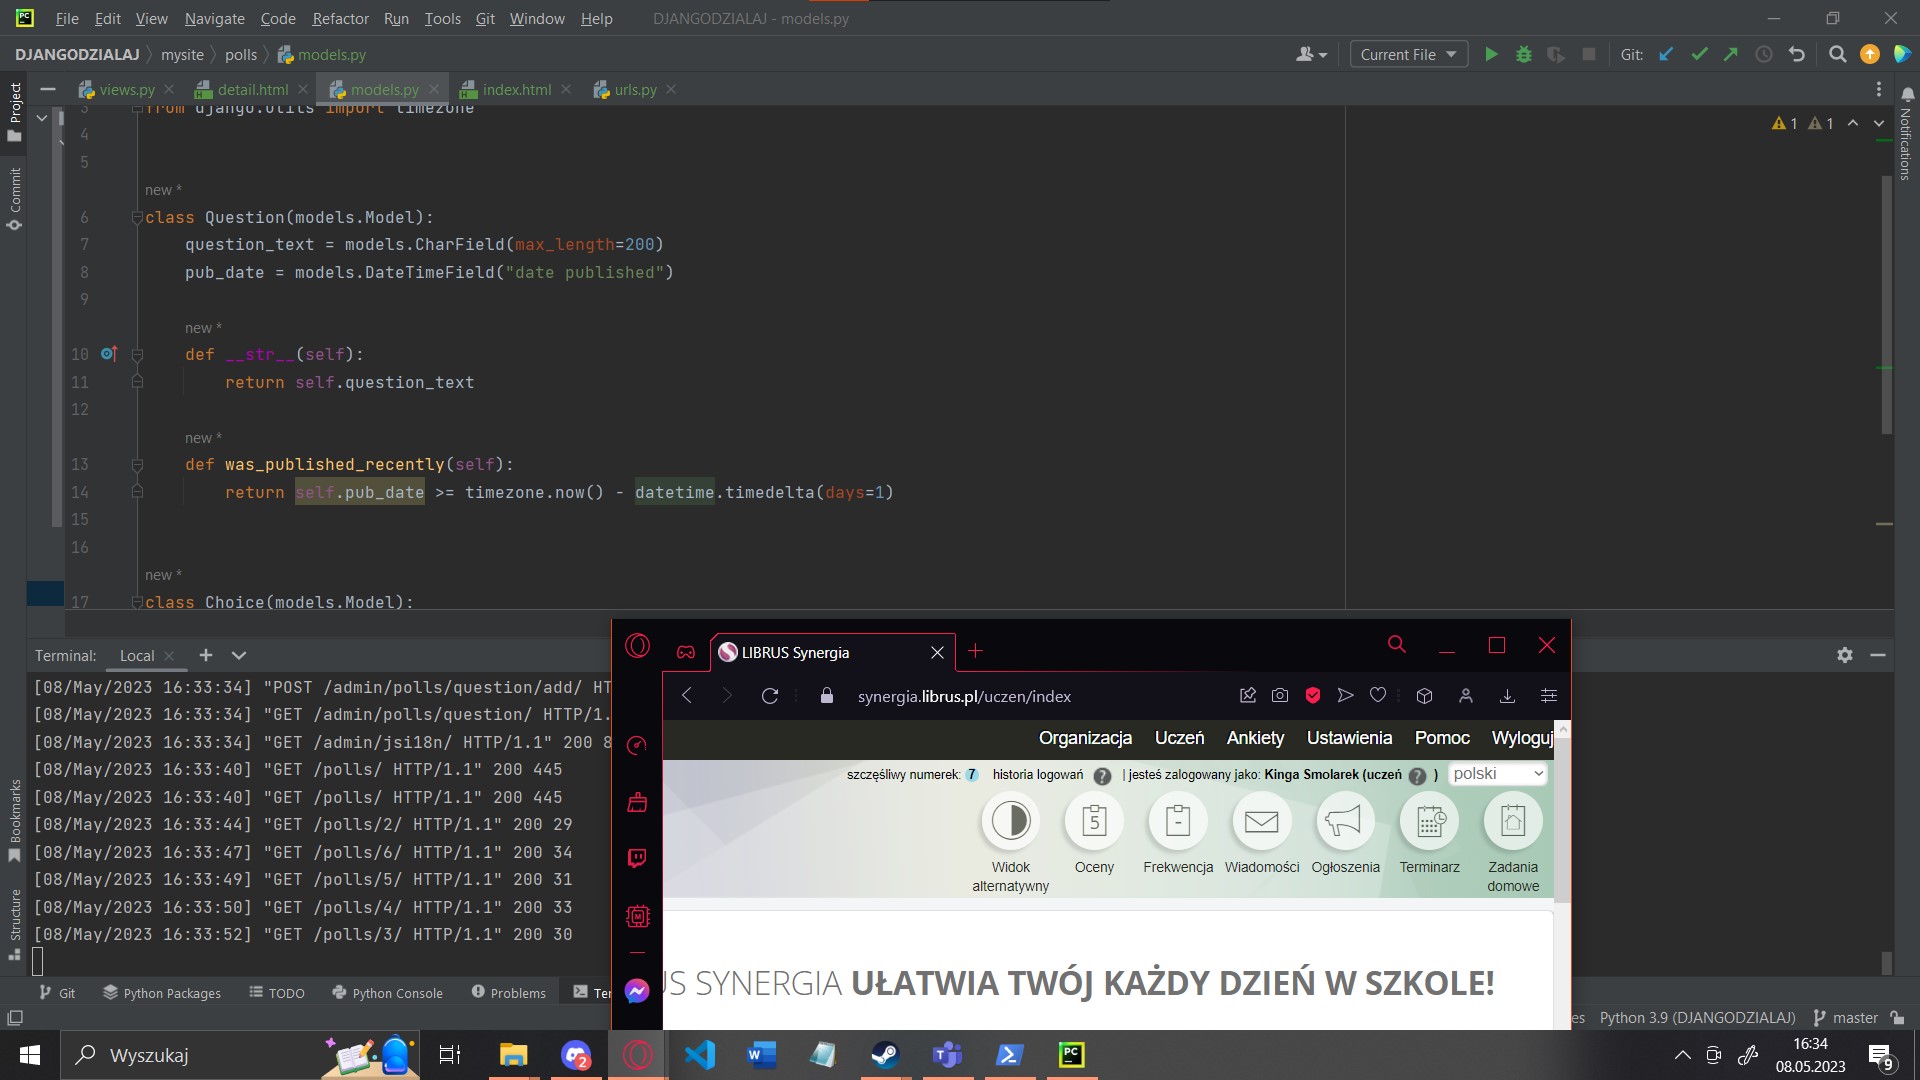 File Edit View Navigate Code Refactor Run Tools Git Window Help DJANGODZIALAJ - models.py
DJANGODZIALAJ mysite polls models.py Current File Git:
views.py detail.html models.py index.html urls.py
Project
Commit
Bookmarks
Structure
Notifications
1 1
3 from django.utils import timezone
4
5
new *
6 class Question(models.Model):
7 question_text = models.CharField(max_length=200)
8 pub_date = models.DateTimeField("date published")
9
new *
10 def __str__(self):
11 return self.question_text
12
new *
13 def was_published_recently(self):
14 return self.pub_date >= timezone.now() - datetime.timedelta(days=1)
15
16
new *
17 class Choice(models.Model):
Terminal: Local
[08/May/2023 16:33:34] "POST /admin/polls/question/add/ HT
[08/May/2023 16:33:34] "GET /admin/polls/question/ HTTP/1.
[08/May/2023 16:33:34] "GET /admin/jsi18n/ HTTP/1.1" 200 8
[08/May/2023 16:33:40] "GET /polls/ HTTP/1.1" 200 445
[08/May/2023 16:33:40] "GET /polls/ HTTP/1.1" 200 445
[08/May/2023 16:33:44] "GET /polls/2/ HTTP/1.1" 200 29
[08/May/2023 16:33:47] "GET /polls/6/ HTTP/1.1" 200 34
[08/May/2023 16:33:49] "GET /polls/5/ HTTP/1.1" 200 31
[08/May/2023 16:33:50] "GET /polls/4/ HTTP/1.1" 200 33
[08/May/2023 16:33:52] "GET /polls/3/ HTTP/1.1" 200 30
LIBRUS Synergia
synergia.librus.pl/uczen/index
Organizacja Uczeń Ankiety Ustawienia Pomoc Wyloguj
szczęśliwy numerek: 7 historia logowań ? | jesteś zalogowany jako: Kinga Smolarek (uczeń ? ) polski
5 -
Widok alternatywny
Oceny
Frekwencja
Wiadomości
Ogłoszenia
Terminarz
Zadania domowe
US SYNERGIA UŁATWIA TWÓJ KAŻDY DZIEŃ W SZKOLE!
Git Python Packages TODO Python Console Problems Ter
es Python 3.9 (DJANGODZIALAJ) master
Wyszukaj
2
PC
16:34
08.05.2023
9